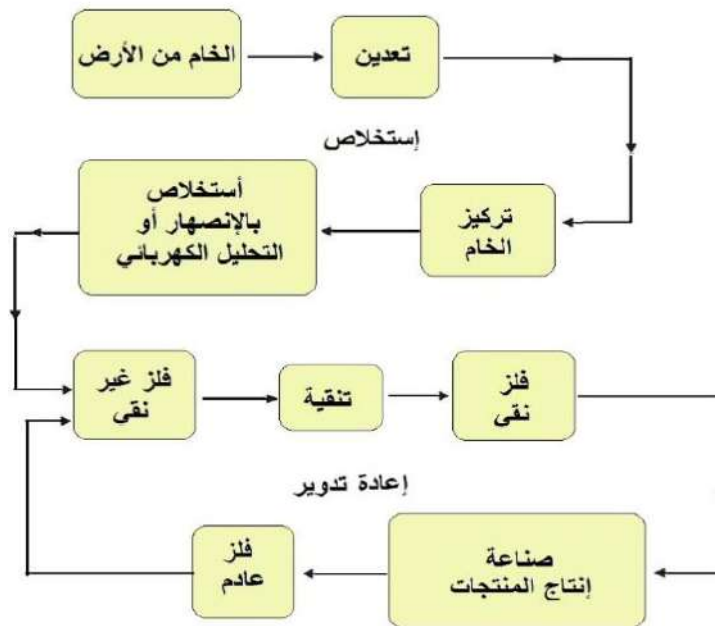 الخام من الأرض
تعدين
إستخلاص
تركيز
الخام
أستخلاص
بالإنصهار أو
التحليل الكهربائي
فلز غير
نقى
تنقية
فلز
نقى
إعادة تدوير
صناعة
إنتاج المنتجات
فلز
عادم